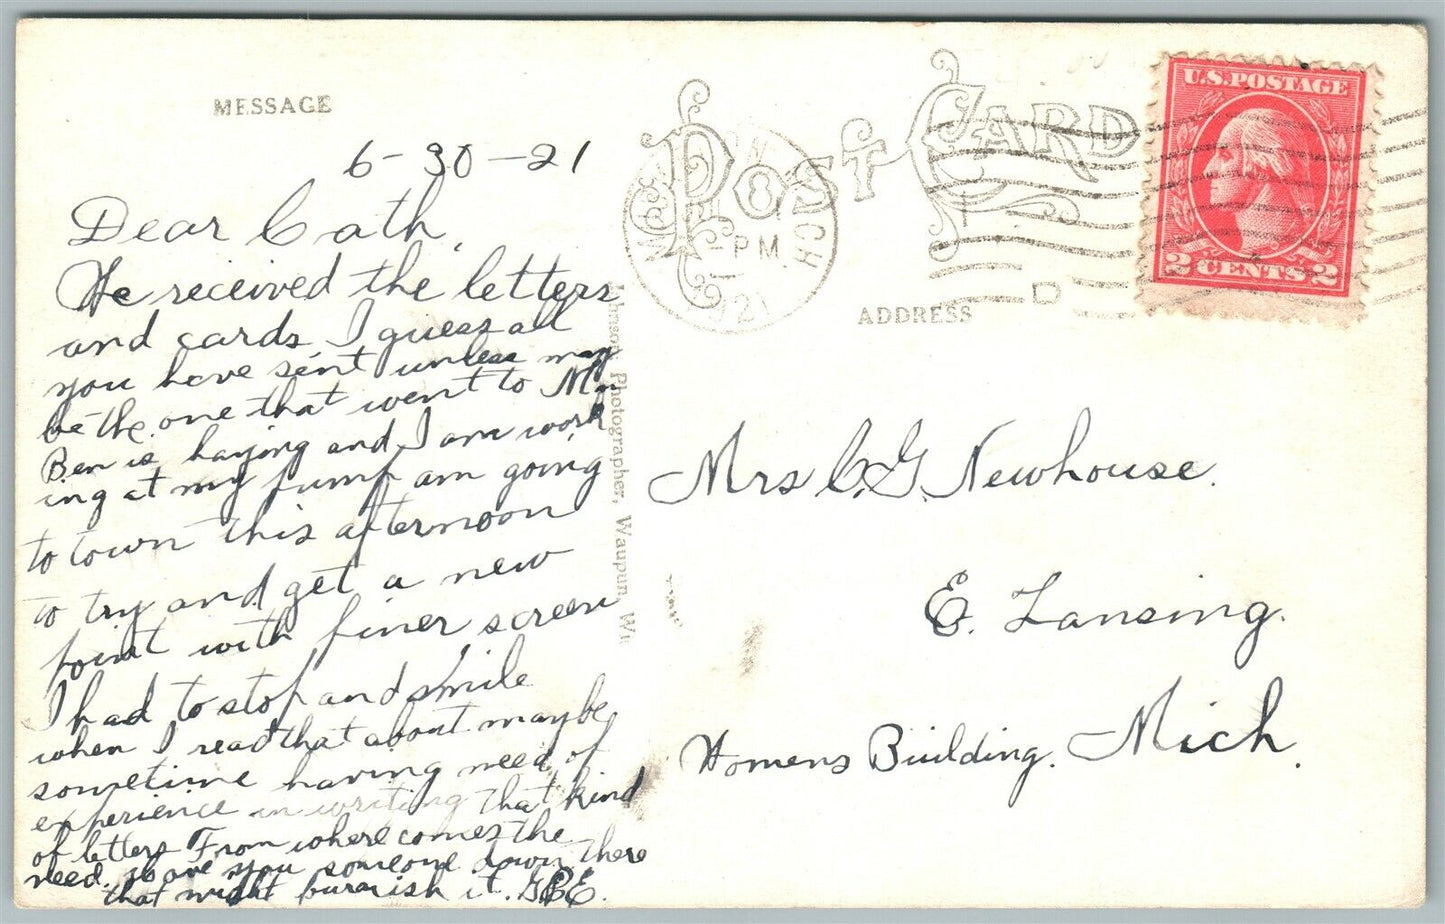 MESSAGE
POST CARD
U.S. POSTAGE
2 CENTS 2
8
PM
MICH
21
ADDRESS
6-30-21
Dear Cath,
We received the letters
and cards I guess all
you have sent unless may
be the one that went to
Ben is haying and I am work
ing at my pump am going
to town this afternoon
to try and get a new
point with finer screen
I had to stop and smile
when I read that about maybe
sometime having need of
experience in writing that kind
of letters From where comes the
need. Have you someone down there
that might furnish it. GBE.
Johnson, Photographer, Waupun, Wi
Mrs C.G. Newhouse.
E. Lansing.
Mich.
Womens Building.